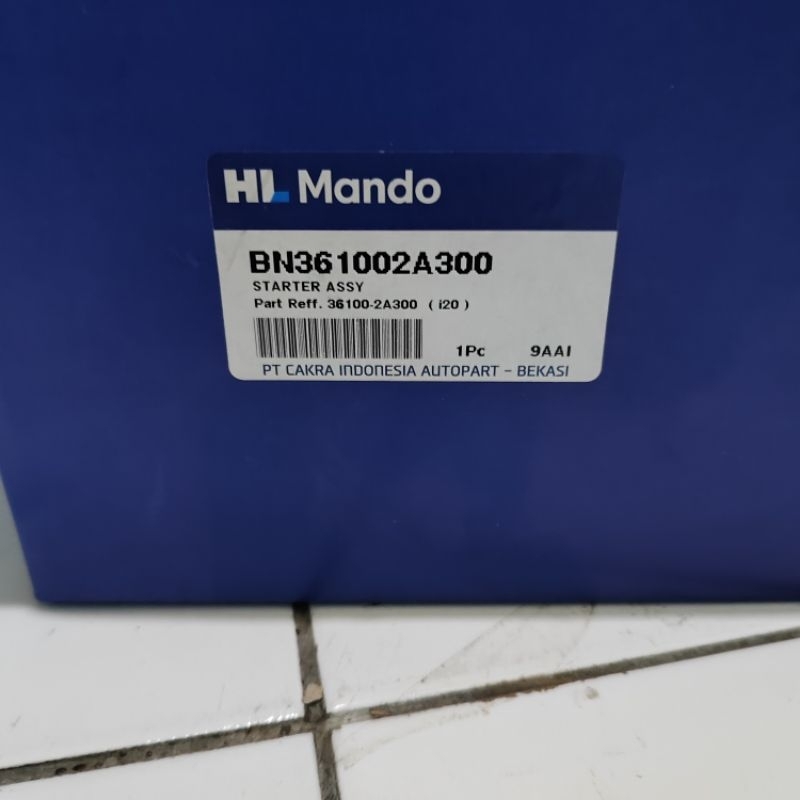 HL Mando
BN361002A300
STARTER ASSY
Part Reff. 36100-2A300 ( i20 )
1Pc 9AAI
PT CAKRA INDONESIA AUTOPART - BEKASI